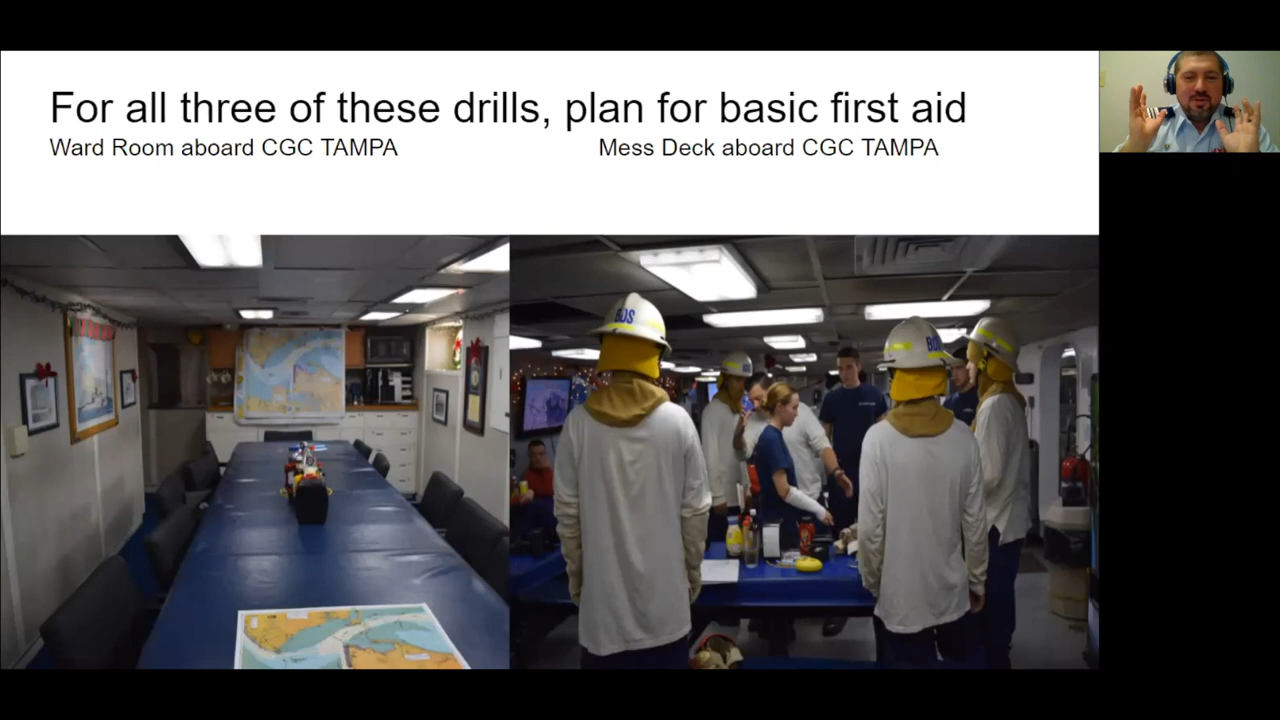 For all three of these drills, plan for basic first aid
Ward Room aboard CGC TAMPA
Mess Deck aboard CGC TAMPA